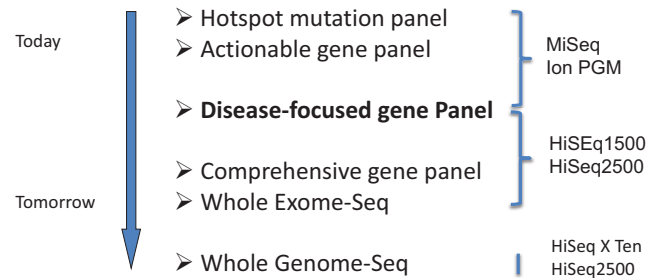 Today
➢ Hotspot mutation panel
➢ Actionable gene panel
MiSeq
Ion PGM
➢ Disease-focused gene Panel
HiSEq1500
HiSeq2500
➢ Comprehensive gene panel
Tomorrow
➢ Whole Exome-Seq
➢ Whole Genome-Seq
HiSeq X Ten
HiSeq2500